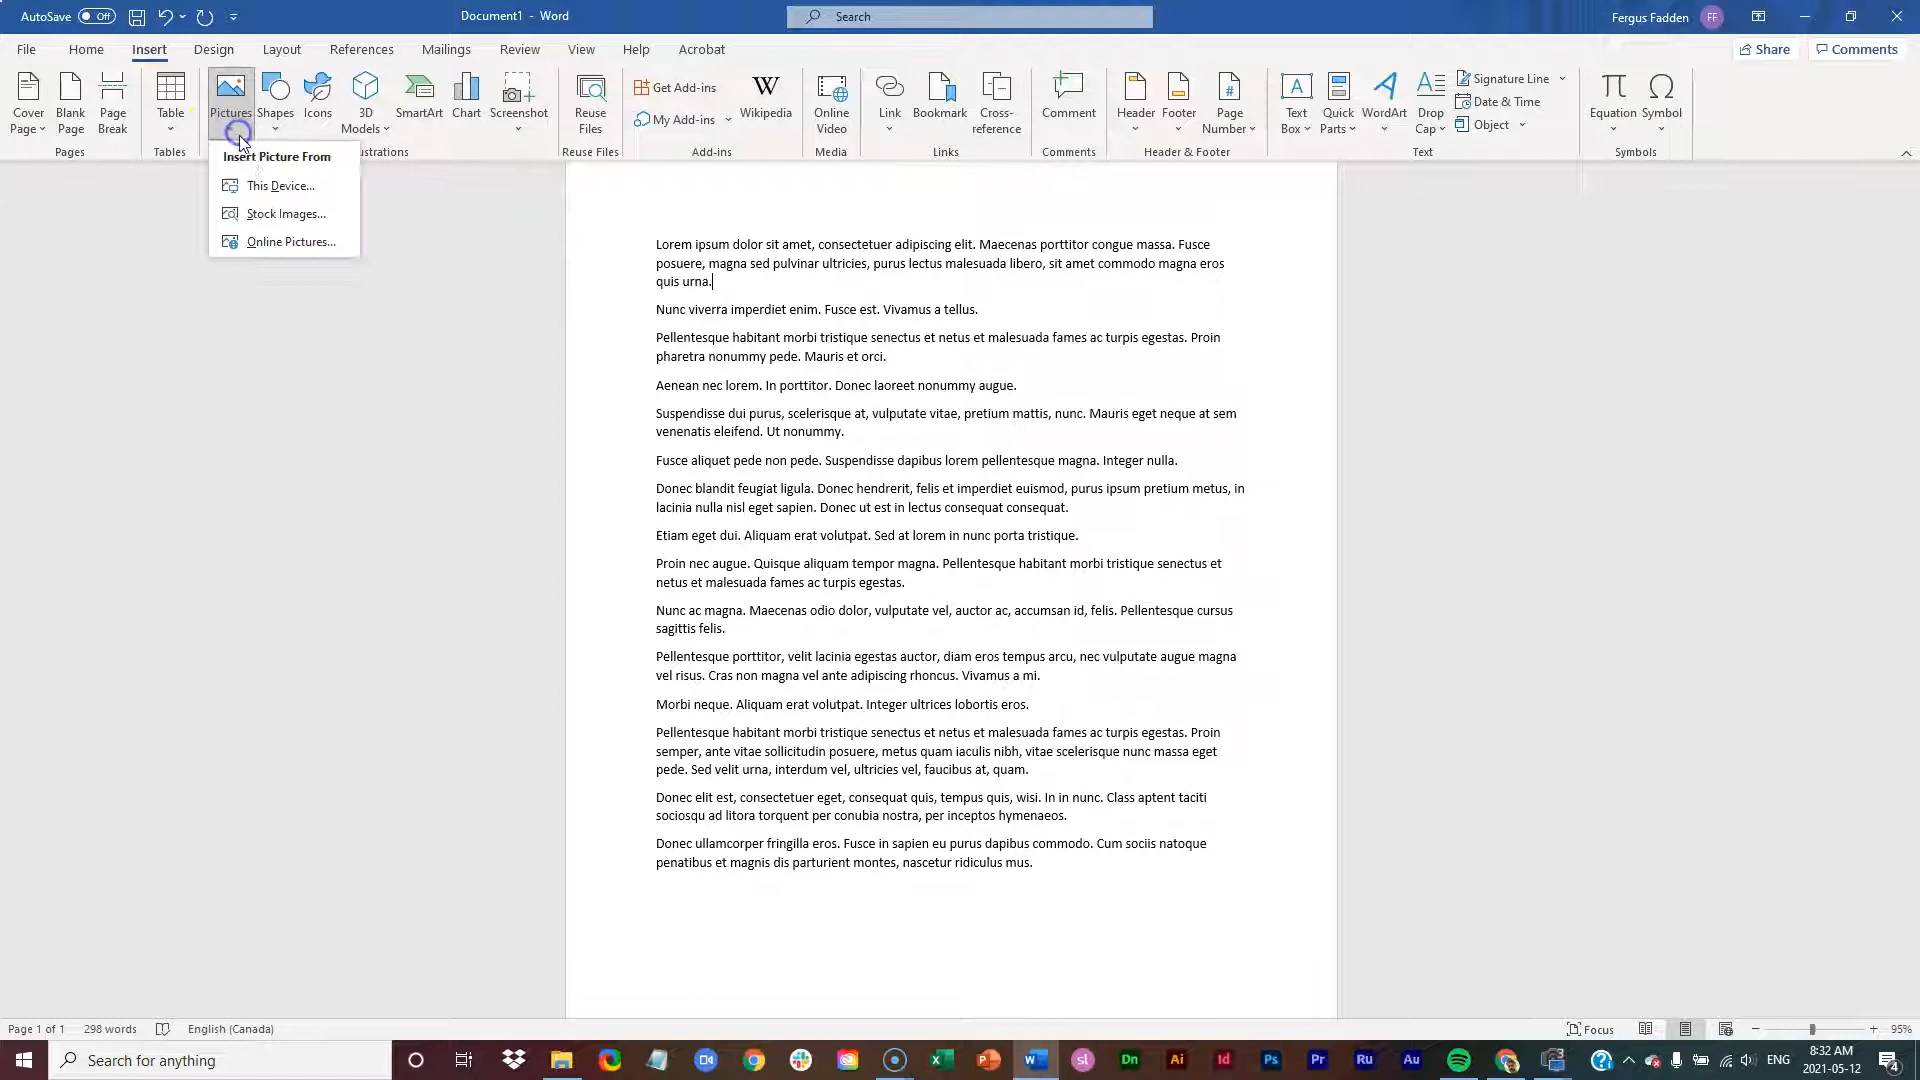 AutoSave Off
Document1 - Word
Search
Fergus Fadden FF
File Home Insert Design Layout References Mailings Review View Help Acrobat
Share Comments
Cover Page
Blank Page
Page Break
Table
Pictures
Shapes
Icons
3D Models
SmartArt
Chart
Screenshot
Reuse Files
Get Add-ins
My Add-ins
Wikipedia
Online Video
Link
Bookmark
Cross-reference
Comment
Header
Footer
Page Number
Text Box
Quick Parts
WordArt
Drop Cap
Signature Line
Date & Time
Object
Equation
Symbol
Pages Tables ustrations Reuse Files Add-ins Media Links Comments Header & Footer Text Symbols
Insert Picture From
This Device...
Stock Images...
Online Pictures...
Lorem ipsum dolor sit amet, consectetuer adipiscing elit. Maecenas porttitor congue massa. Fusce
posuere, magna sed pulvinar ultricies, purus lectus malesuada libero, sit amet commodo magna eros
quis urna.
Nunc viverra imperdiet enim. Fusce est. Vivamus a tellus.
Pellentesque habitant morbi tristique senectus et netus et malesuada fames ac turpis egestas. Proin
pharetra nonummy pede. Mauris et orci.
Aenean nec lorem. In porttitor. Donec laoreet nonummy augue.
Suspendisse dui purus, scelerisque at, vulputate vitae, pretium mattis, nunc. Mauris eget neque at sem
venenatis eleifend. Ut nonummy.
Fusce aliquet pede non pede. Suspendisse dapibus lorem pellentesque magna. Integer nulla.
Donec blandit feugiat ligula. Donec hendrerit, felis et imperdiet euismod, purus ipsum pretium metus, in
lacinia nulla nisl eget sapien. Donec ut est in lectus consequat consequat.
Etiam eget dui. Aliquam erat volutpat. Sed at lorem in nunc porta tristique.
Proin nec augue. Quisque aliquam tempor magna. Pellentesque habitant morbi tristique senectus et
netus et malesuada fames ac turpis egestas.
Nunc ac magna. Maecenas odio dolor, vulputate vel, auctor ac, accumsan id, felis. Pellentesque cursus
sagittis felis.
Pellentesque porttitor, velit lacinia egestas auctor, diam eros tempus arcu, nec vulputate augue magna
vel risus. Cras non magna vel ante adipiscing rhoncus. Vivamus a mi.
Morbi neque. Aliquam erat volutpat. Integer ultrices lobortis eros.
Pellentesque habitant morbi tristique senectus et netus et malesuada fames ac turpis egestas. Proin
semper, ante vitae sollicitudin posuere, metus quam iaculis nibh, vitae scelerisque nunc massa eget
pede. Sed velit urna, interdum vel, ultricies vel, faucibus at, quam.
Donec elit est, consectetuer eget, consequat quis, tempus quis, wisi. In in nunc. Class aptent taciti
sociosqu ad litora torquent per conubia nostra, per inceptos hymenaeos.
Donec ullamcorper fringilla eros. Fusce in sapien eu purus dapibus commodo. Cum sociis natoque
penatibus et magnis dis parturient montes, nascetur ridiculus mus.
Page 1 of 1 298 words English (Canada)
Focus 95%
Search for anything
sl Dn Ai Id Ps Pr Ru Au
ENG
8:32 AM
2021-05-12
4